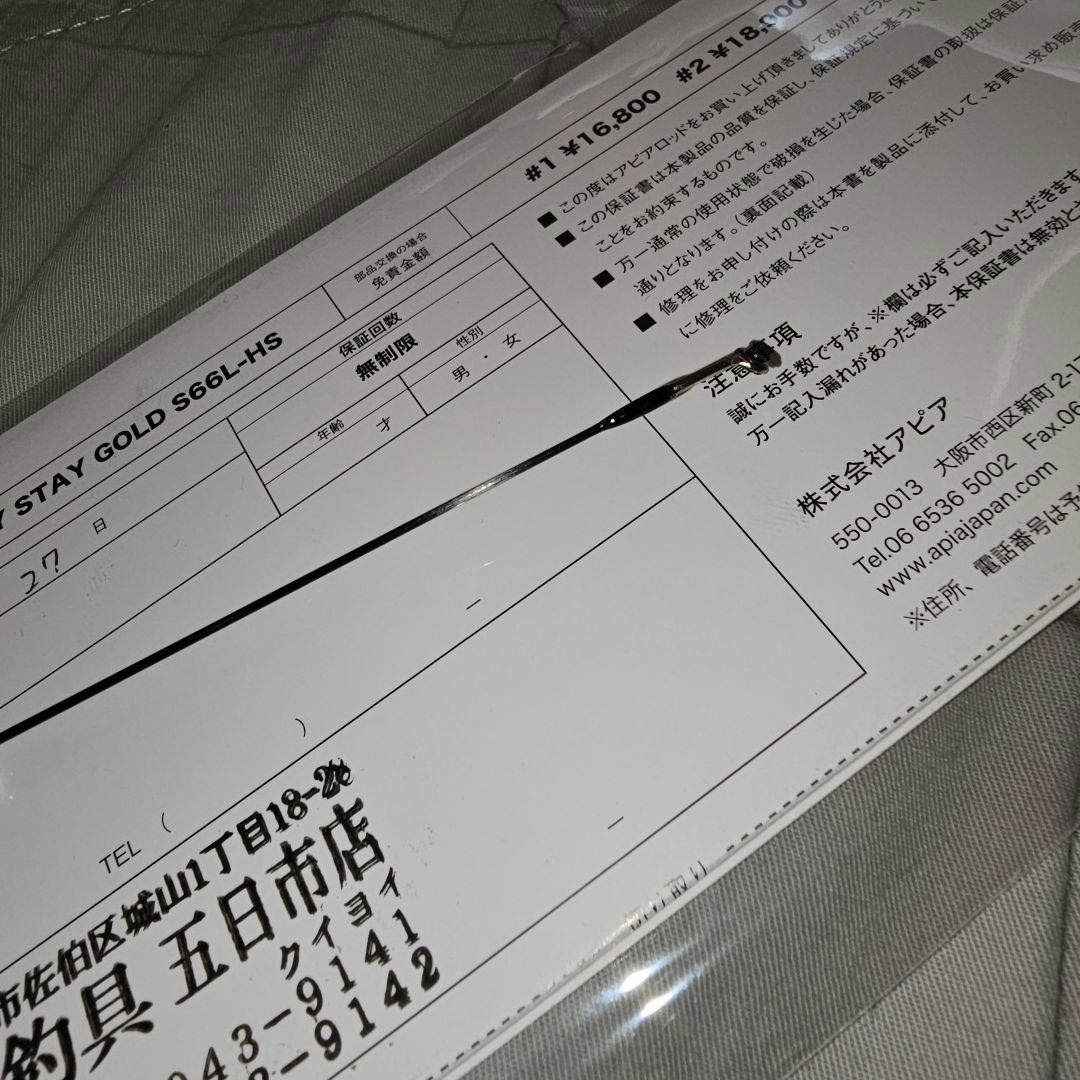 #1 ¥16,800 #2 ¥18,000
部品交換の場合
免責金額
■ この度はアピアロッドをお買い上げ頂きましてありがとうござ
■ この保証書は本製品の品質を保証し、保証規定に基づいて
ことをお約束するものです。
■ 万一通常の使用状態で破損を生じた場合、保証書の取扱は保証
通りとなります。(裏面記載)
■ 修理をお申し付けの際は本書を製品に添付して、お買い求め販売
に修理をご依頼ください。
注意事項
誠にお手数ですが、※欄は必ずご記入いただきます
万一記入漏れがあった場合、本保証書は無効と
株式会社アピア
550-0013 大阪市西区新町 2-1
Tel.06 6536 5002 Fax.06
www.apiajapan.com
※住所、電話番号は予
Y STAY GOLD S66L-HS
保証回数
無制限
27 日
年齢
才
性別
男・女
TEL ( )
市佐伯区城山1丁目18-2
釣具 五日市店
クイヨイ
043-9141
-9142
切り取り